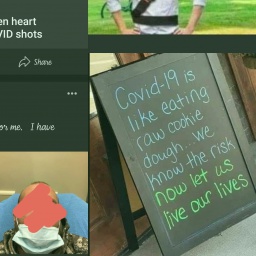 en heart
VID shots
Share
or me. I have
Covid-19 is
like eating
raw cookie
dough...we
know the risk
now let us
live our lives